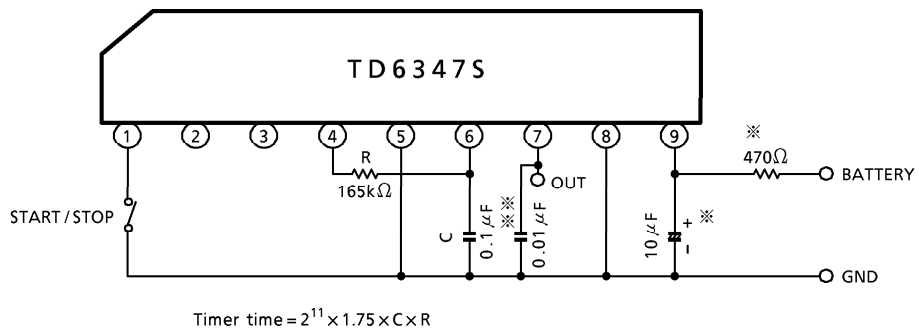 TD6347S
1 2 3 4 5 6 7 8 9
R
165kΩ
OUT
※
470Ω
BATTERY
START/STOP
C
0.1μF
※※
0.01μF
10μF
+
※
−
GND
Timer time=2¹¹×1.75×C×R